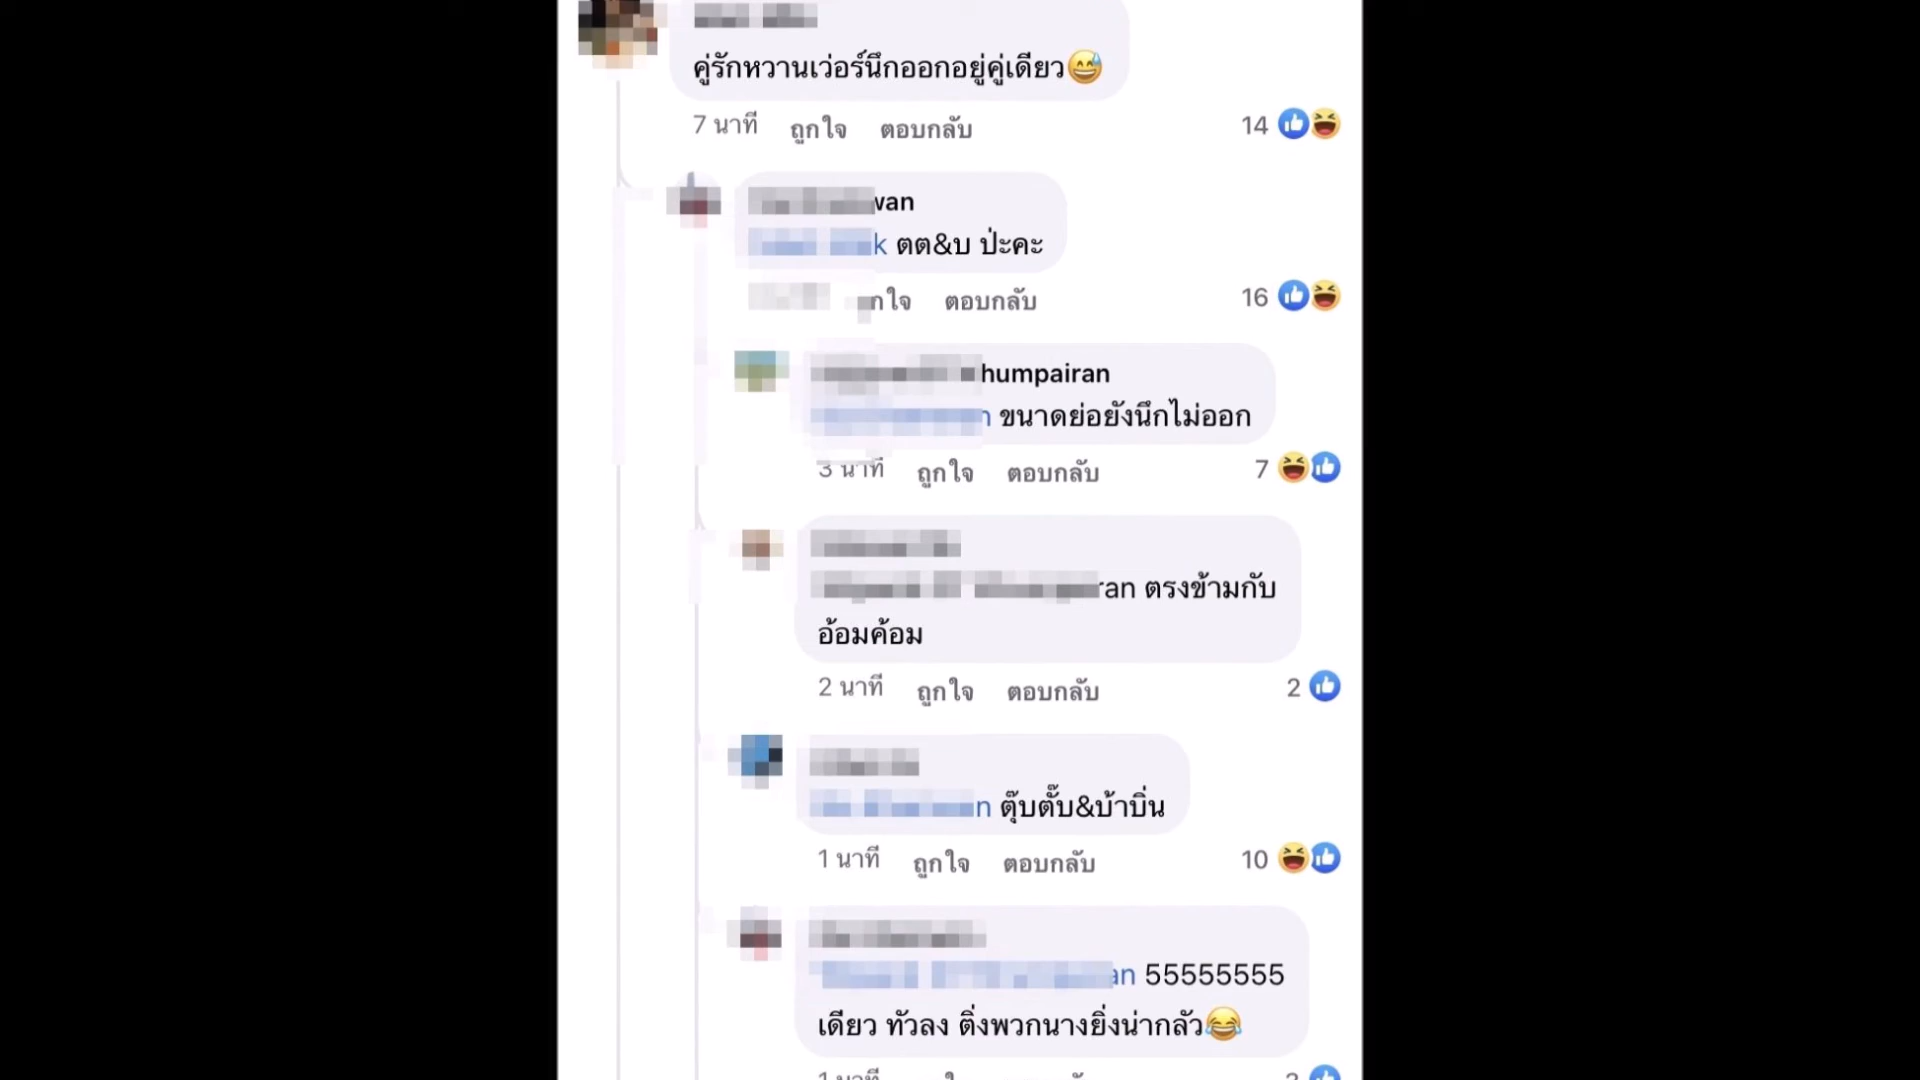 คู่รักหวานเว่อร์นึกออกอยู่คู่เดียว😅
7 นาที ถูกใจ ตอบกลับ 14
wan
k ตต&บ ป่ะคะ
กใจ ตอบกลับ 16
humpairan
n ขนาดย่อยังนึกไม่ออก
3 นาที ถูกใจ ตอบกลับ 7
ran ตรงข้ามกับ
อ้อมค้อม
2 นาที ถูกใจ ตอบกลับ 2
n ตุ๊บตั๊บ&บ้าบิ่น
1 นาที ถูกใจ ตอบกลับ 10
an 55555555
เดียว ทัวลง ติ่งพวกนางยิ่งน่ากลัว😂